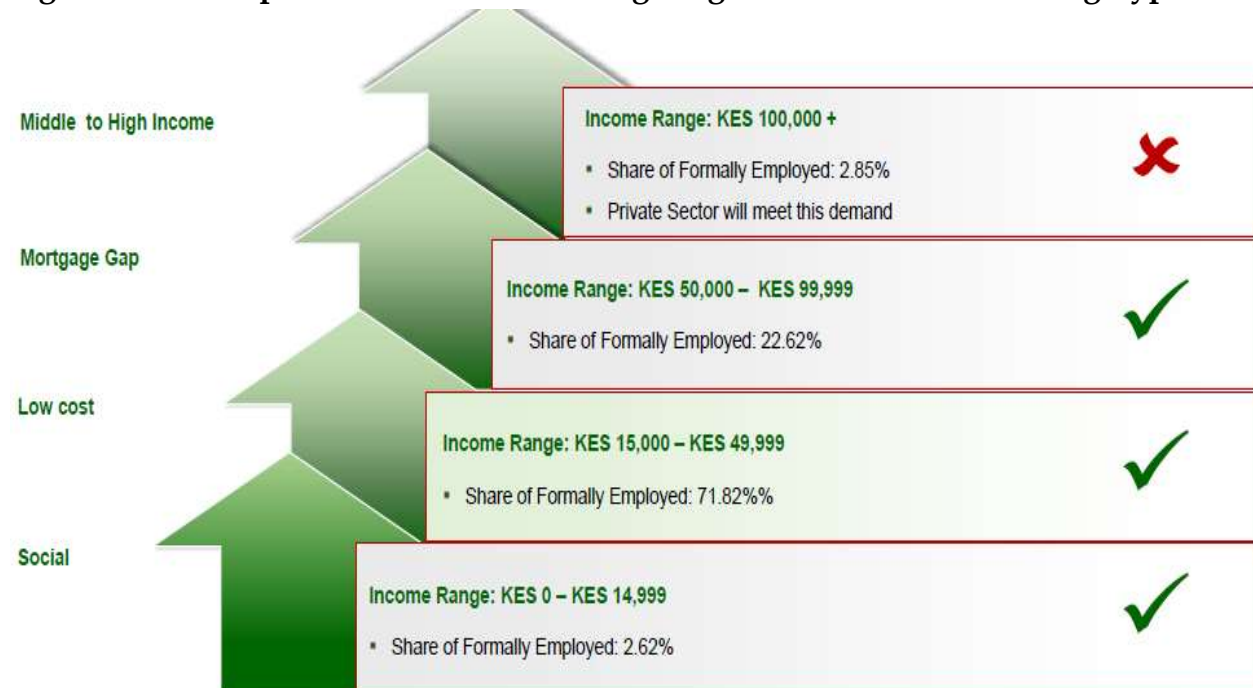 Middle to High Income
Income Range: KES 100,000 +
▪ Share of Formally Employed: 2.85%
▪ Private Sector will meet this demand
Mortgage Gap
Income Range: KES 50,000 – KES 99,999
▪ Share of Formally Employed: 22.62%
Low cost
Income Range: KES 15,000 – KES 49,999
▪ Share of Formally Employed: 71.82%%
Social
Income Range: KES 0 – KES 14,999
▪ Share of Formally Employed: 2.62%